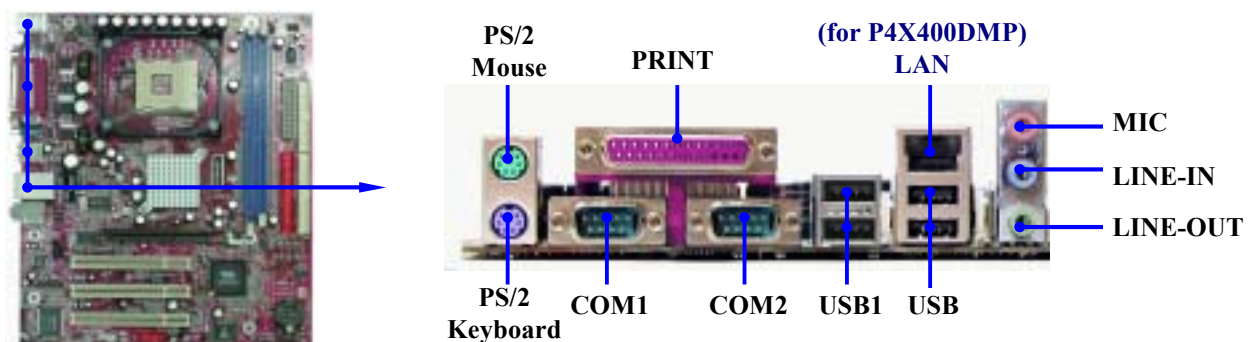 PS/2
Mouse
PRINT
(for P4X400DMP)
LAN
MIC
LINE-IN
LINE-OUT
PS/2
Keyboard
COM1
COM2
USB1
USB